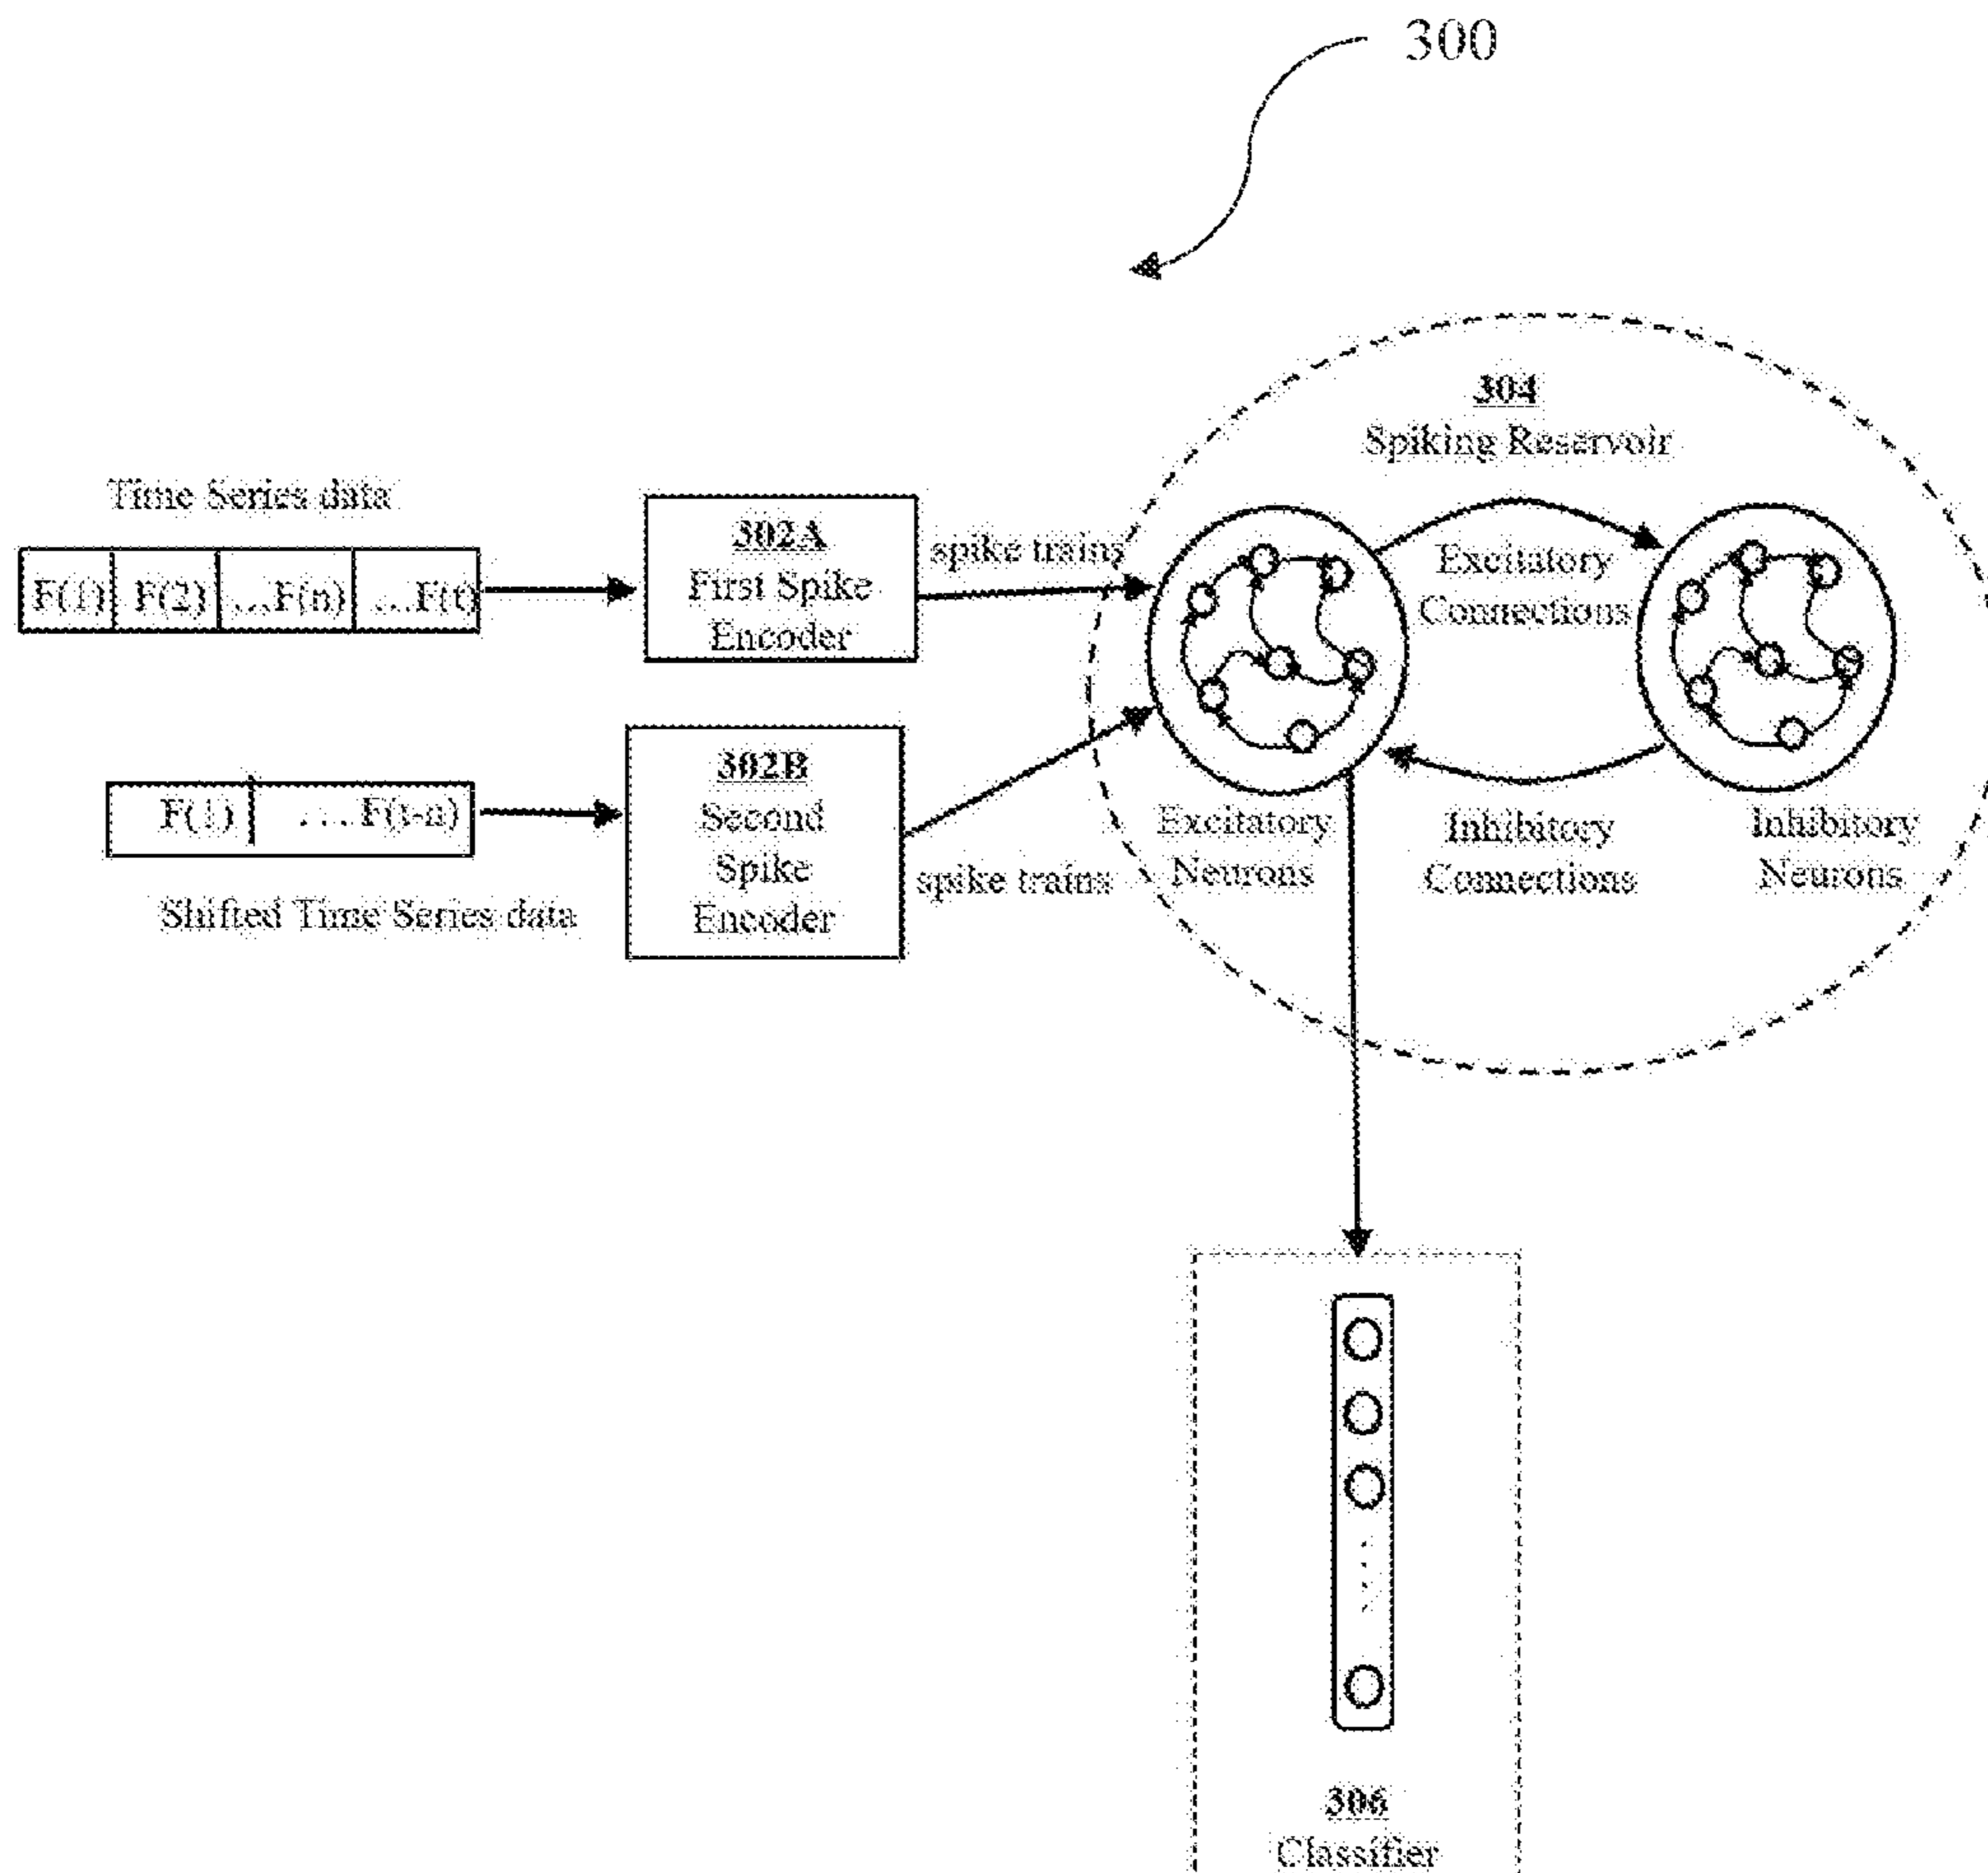 300
304
Spiking Reservoir
Time Series data
F(1) F(2) ...F(n) ...F(t)
302A
First Spike
Encoder
spike trains
Excitatory
Connections
F(1) ....F(t-n)
Shifted Time Series data
302B
Second
Spike
Encoder
spike trains
Excitatory
Neurons
Inhibitory
Connections
Inhibitory
Neurons
306
Classifier